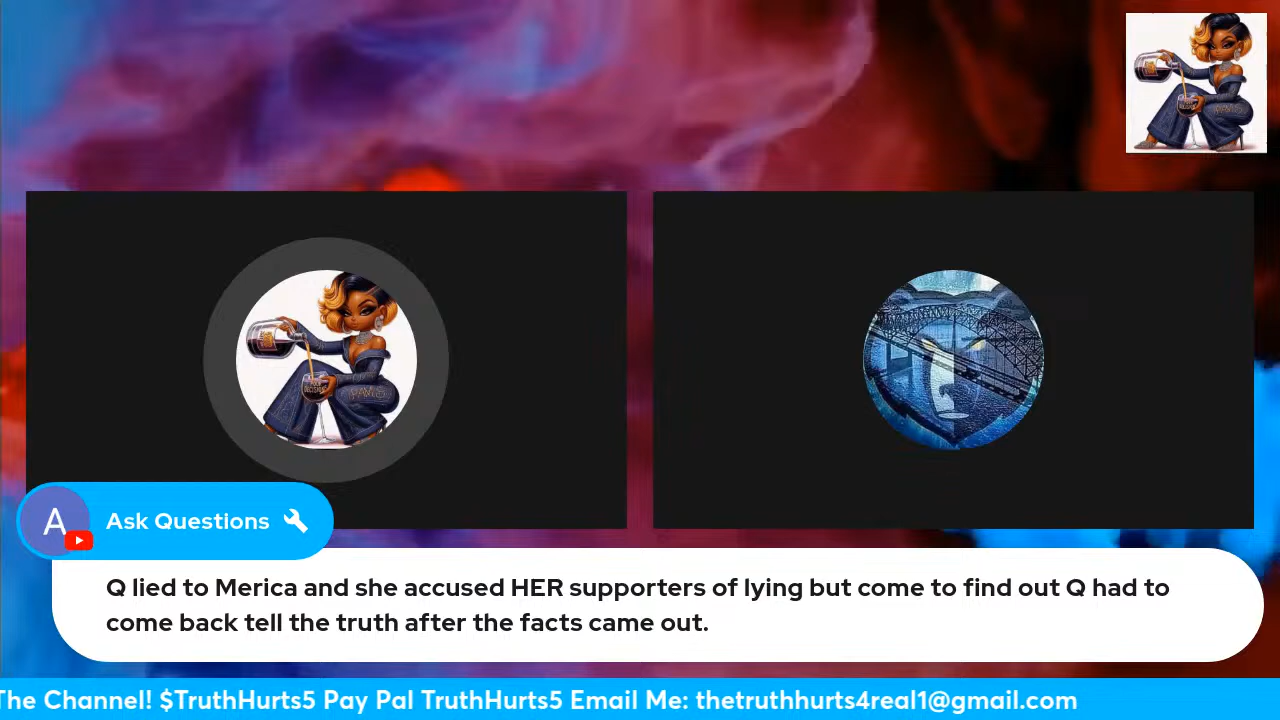 A Ask Questions
Q lied to Merica and she accused HER supporters of lying but come to find out Q had to
come back tell the truth after the facts came out.
The Channel! $TruthHurts5 Pay Pal TruthHurts5 Email Me: thetruthhurts4real1@gmail.com